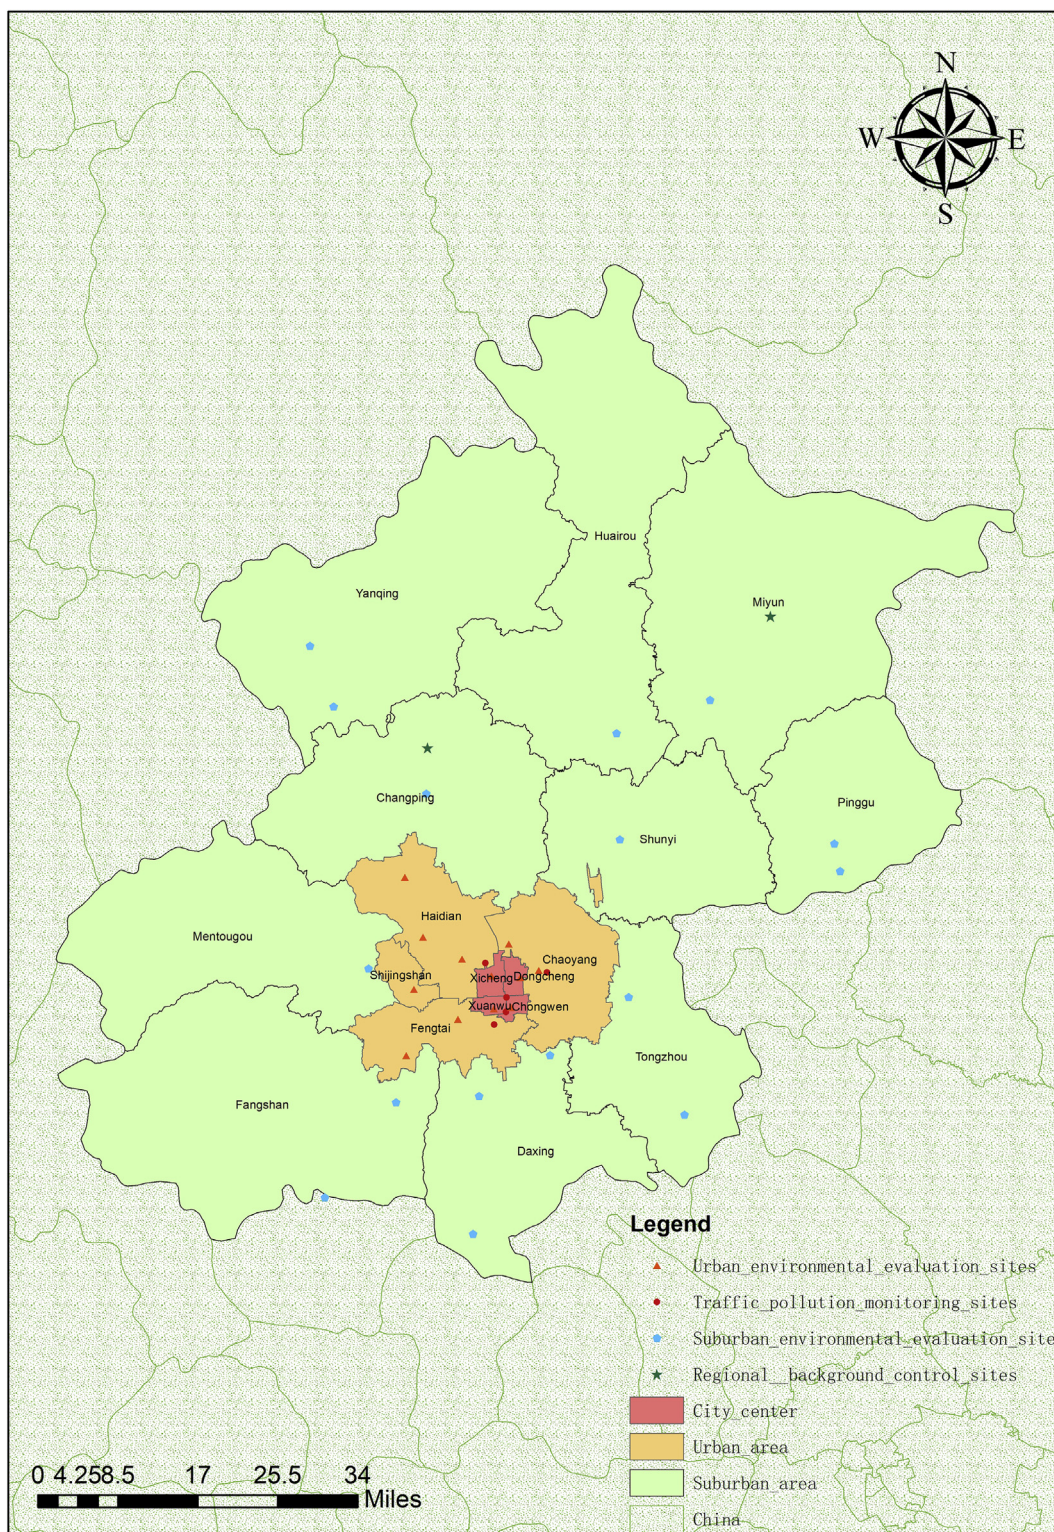 N
W E
S
Huairou
Yanqing
Miyun
Changping
Pinggu
Shunyi
Haidian
Mentougou
Chaoyang
Shijingshan
Xicheng Dongcheng
Xuanwu Chongwen
Fengtai
Tongzhou
Fangshan
Daxing
Legend
Urban_environmental_evaluation_sites
Traffic_pollution_monitoring_sites
Suburban_environmental_evaluation_site
Regional__background_control_sites
City_center
Urban_area
Suburban_area
China
0 4.25 8.5 17 25.5 34
Miles